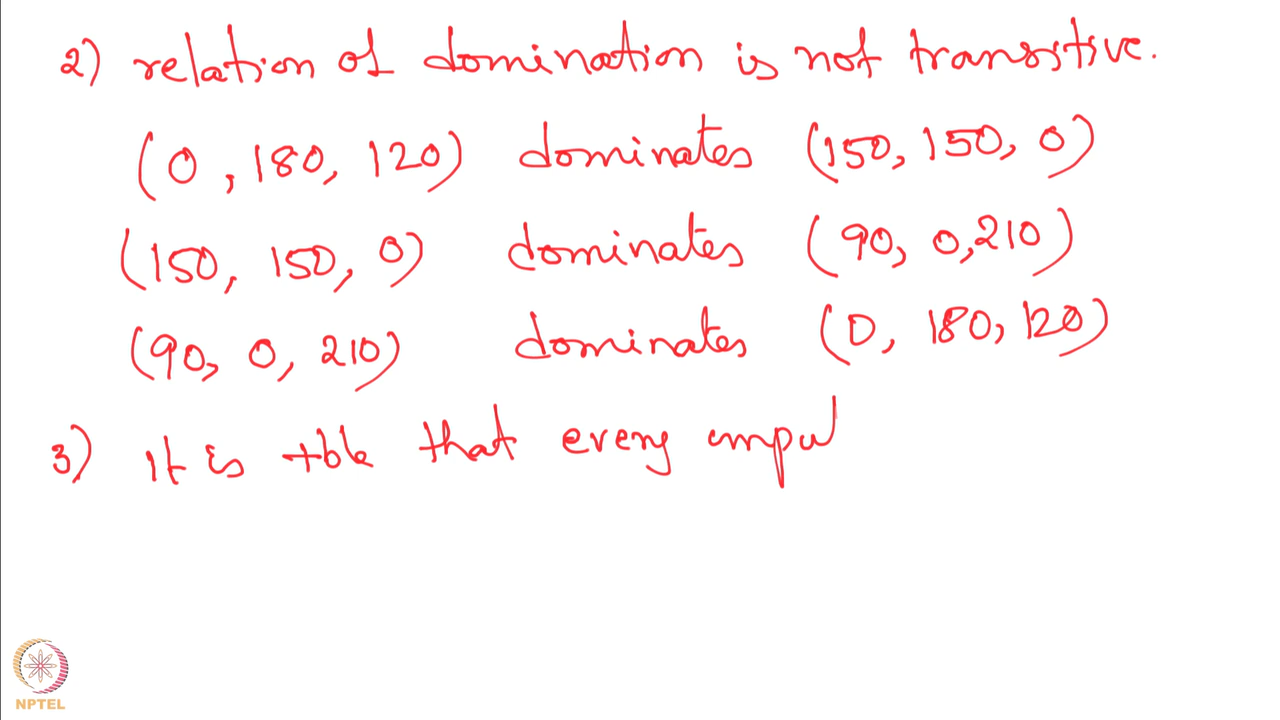 2) relation of domination is not transitive.
(0, 180, 120) dominates (150, 150, 0)
(150, 150, 0) dominates (90, 0, 210)
(90, 0, 210) dominates (0, 180, 120)
3) It is that every impu
NPTEL